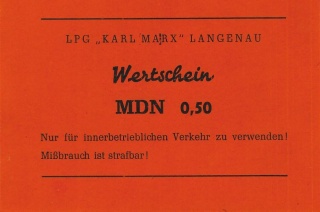 LPG „KARL MARX" LANGENAU
Wertschein
MDN 0,50
Nur für innerbetrieblichen Verkehr zu verwenden!
Mißbrauch ist strafbar!